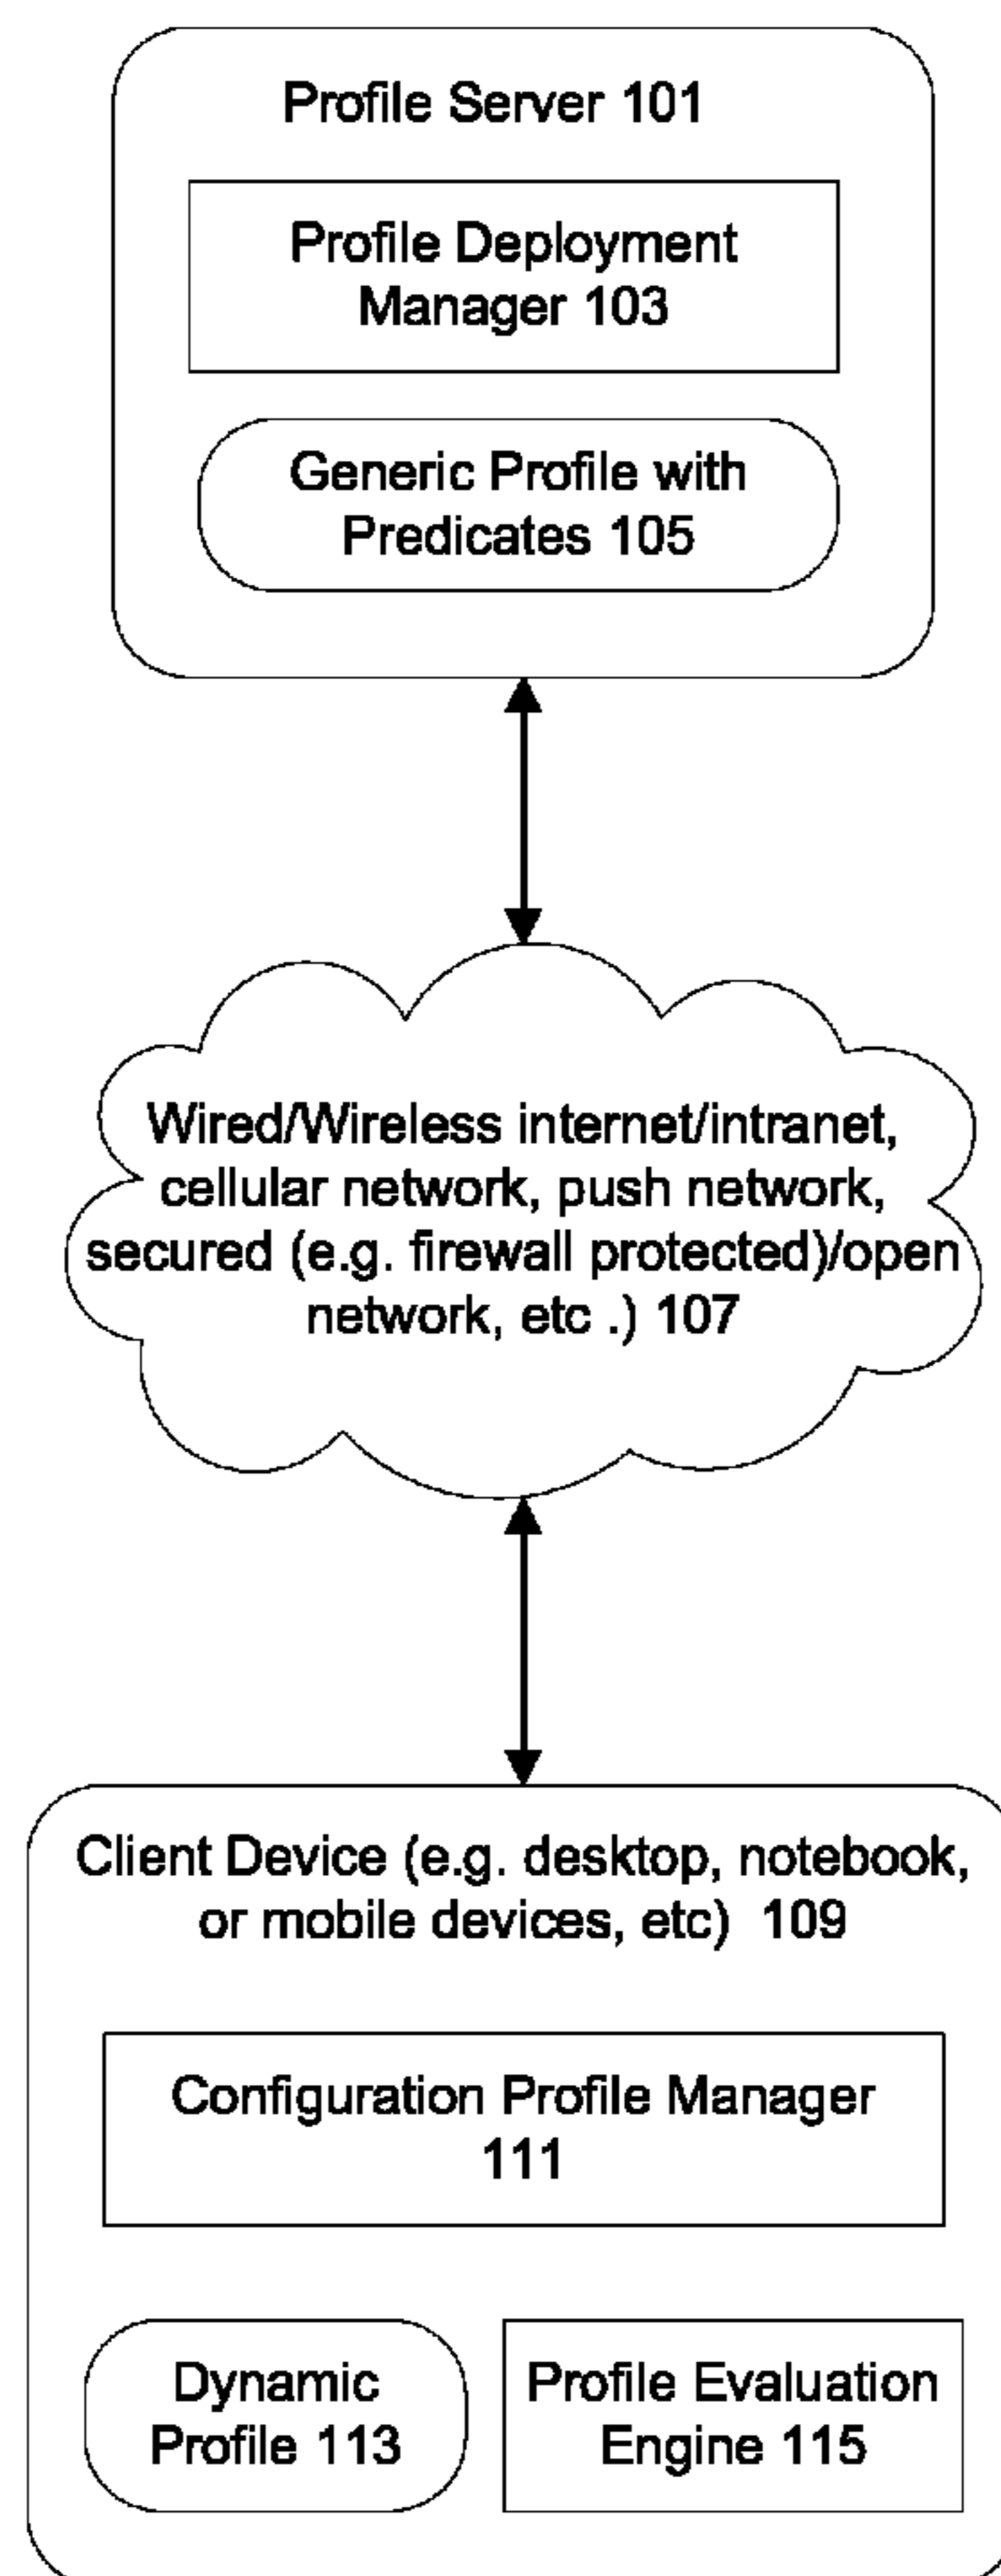 Profile Server 101
Profile Deployment
Manager 103
Generic Profile with
Predicates 105
Wired/Wireless internet/intranet,
cellular network, push network,
secured (e.g. firewall protected)/open
network, etc .) 107
Client Device (e.g. desktop, notebook,
or mobile devices, etc)  109
Configuration Profile Manager
111
Dynamic
Profile 113
Profile Evaluation
Engine 115